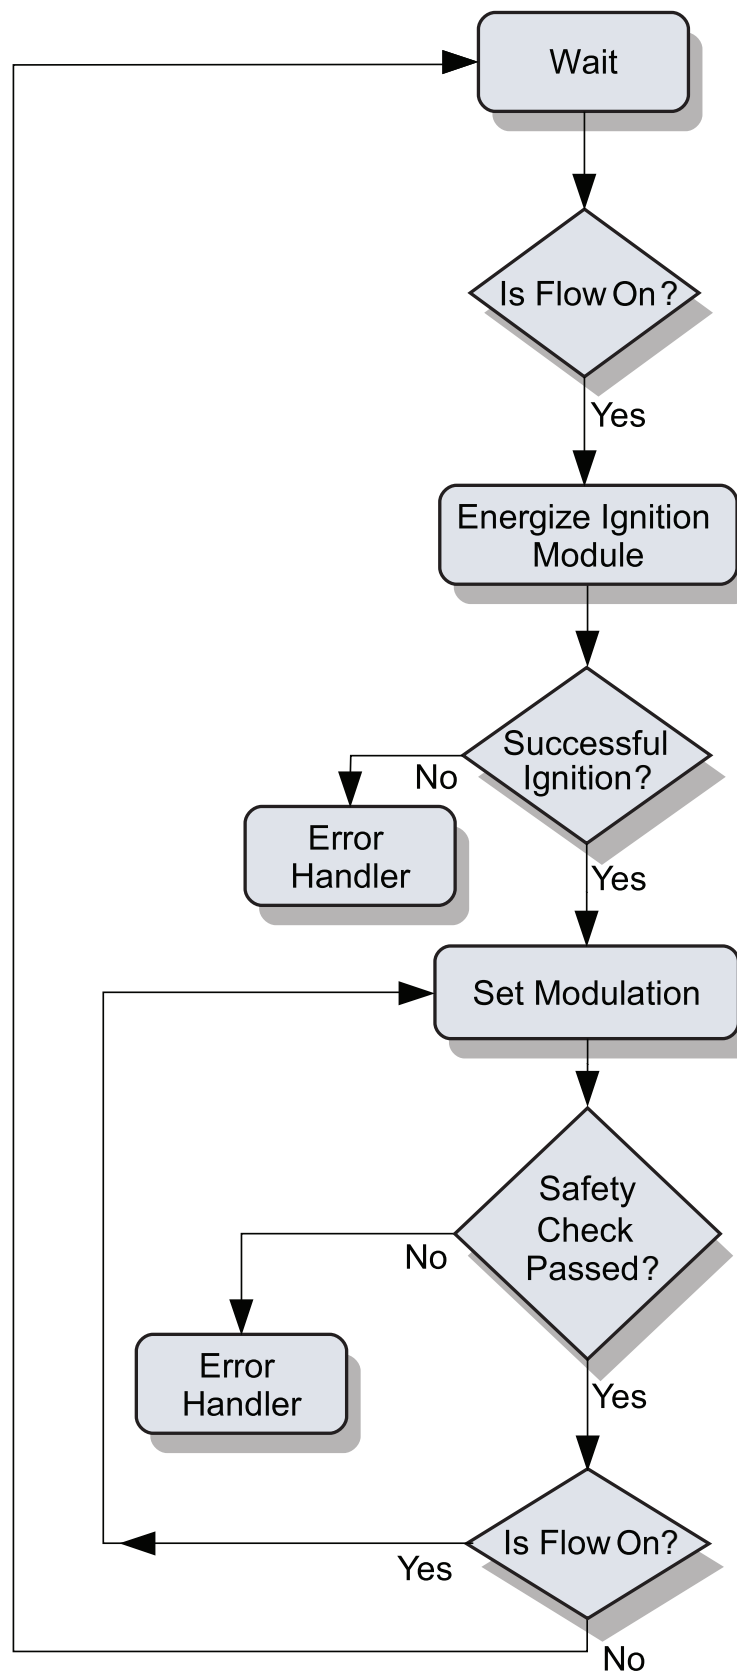 Wait
Is Flow On?
Yes
Energize Ignition
Module
Successful
Ignition?
No
Error
Handler
Yes
Set Modulation
Safety
Check
Passed?
No
Error
Handler
Yes
Is Flow On?
Yes
No